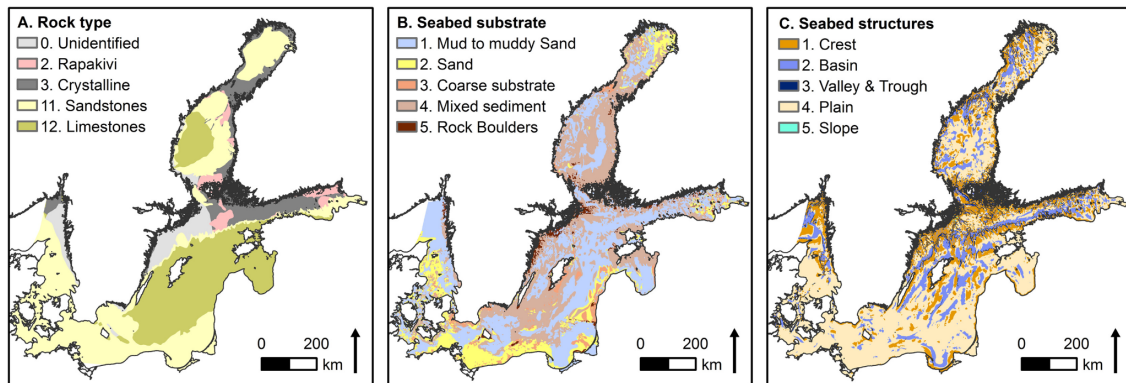 A. Rock type
0. Unidentified
2. Rapakivi
3. Crystalline
11. Sandstones
12. Limestones
0 200
km
B. Seabed substrate
1. Mud to muddy Sand
2. Sand
3. Coarse substrate
4. Mixed sediment
5. Rock Boulders
0 200
km
C. Seabed structures
1. Crest
2. Basin
3. Valley & Trough
4. Plain
5. Slope
0 200
km